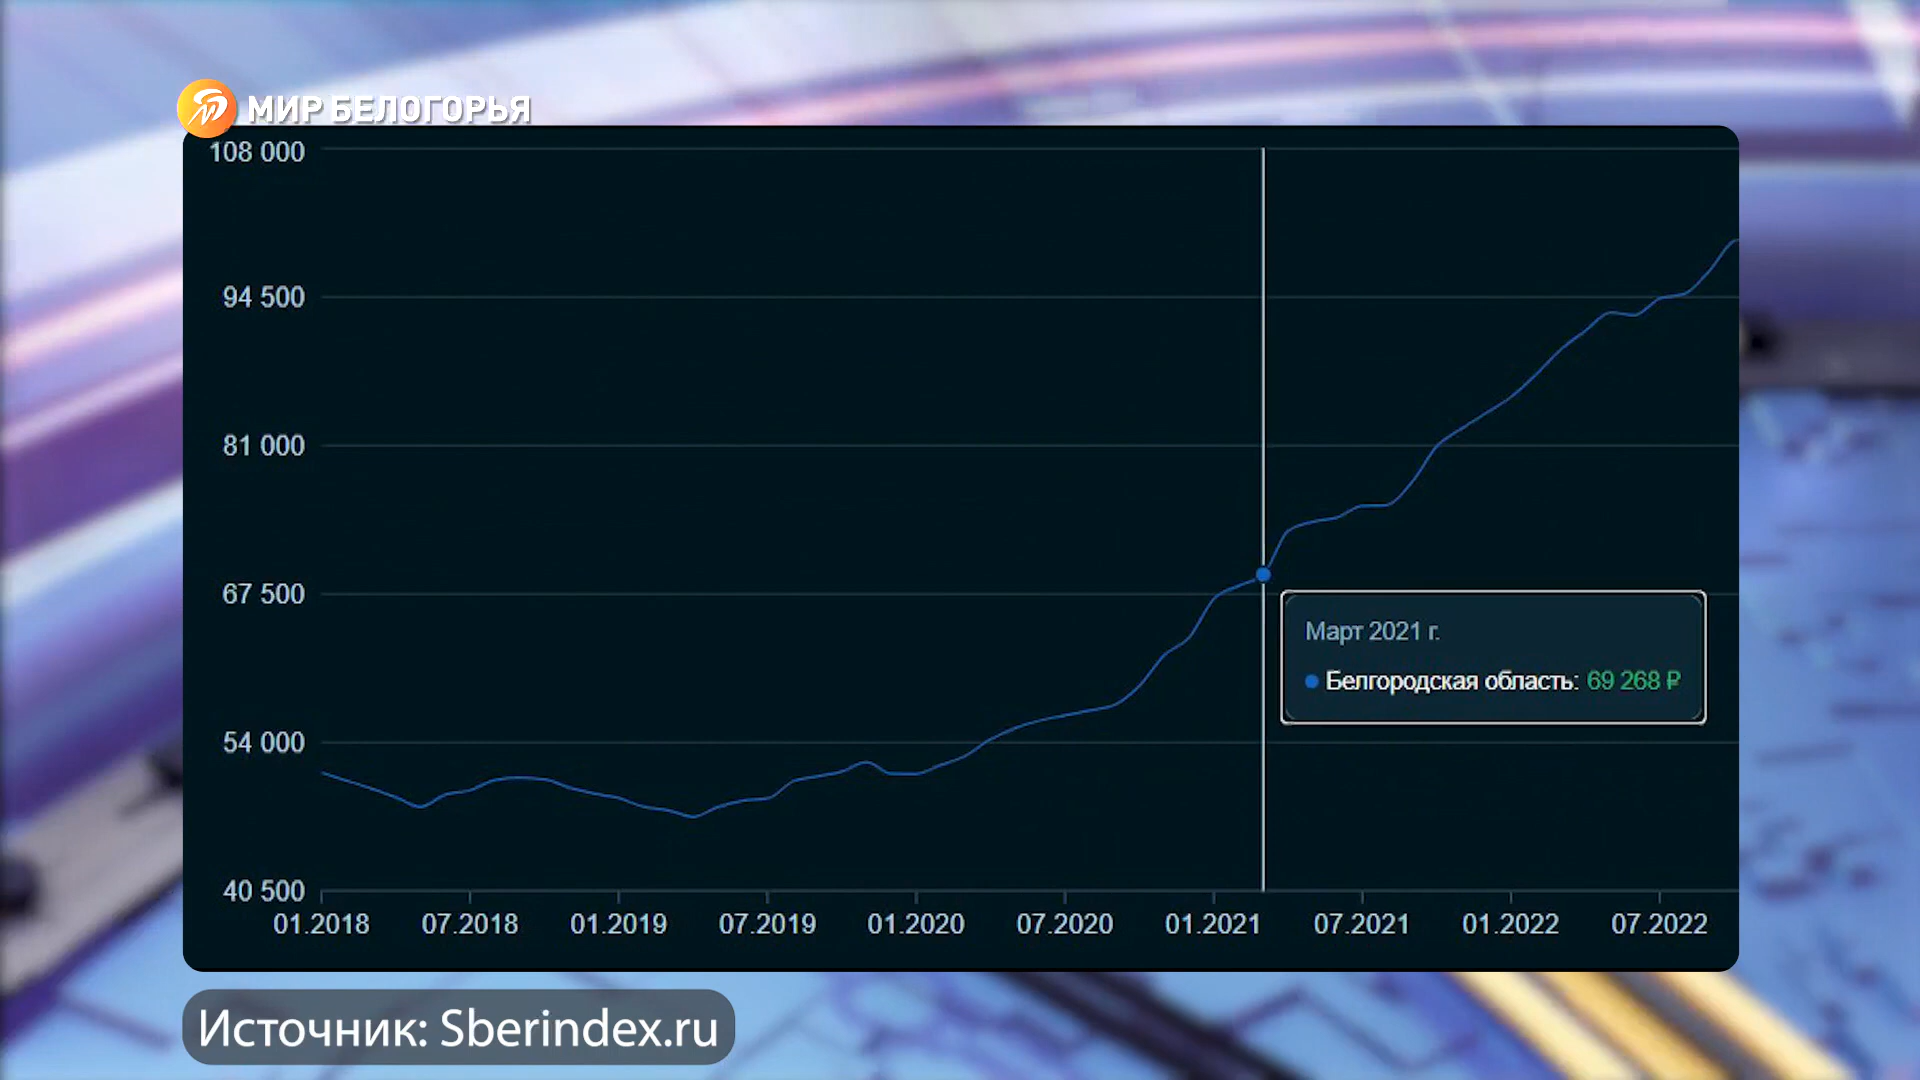 МИР БЕЛОГОРЬЯ
108 000
94 500
81 000
67 500
54 000
40 500
Март 2021 г.
Белгородская область: 69 268 ₽
01.2018 07.2018 01.2019 07.2019 01.2020 07.2020 01.2021 07.2021 01.2022 07.2022
Источник: Sberindex.ru